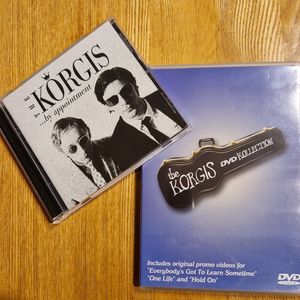 THE
KORGIS
...by appointment
the
KORGIS
DVD KOLLECTION
Includes original promo videos for
"Everybody's Got To Learn Sometime"
"One Life" and "Hold On"
DVD
VIDEO